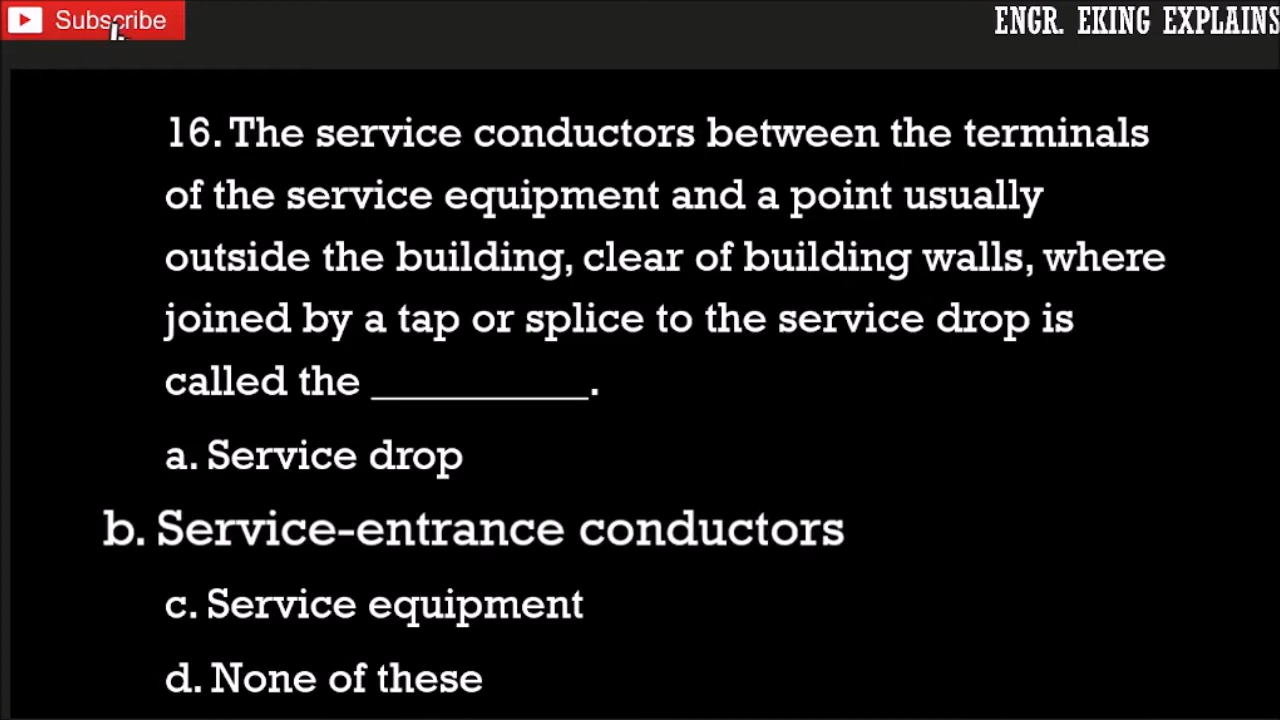 Subscribe
ENGR. EKING EXPLAINS
16. The service conductors between the terminals
of the service equipment and a point usually
outside the building, clear of building walls, where
joined by a tap or splice to the service drop is
called the __________.
a. Service drop
b. Service-entrance conductors
c. Service equipment
d. None of these